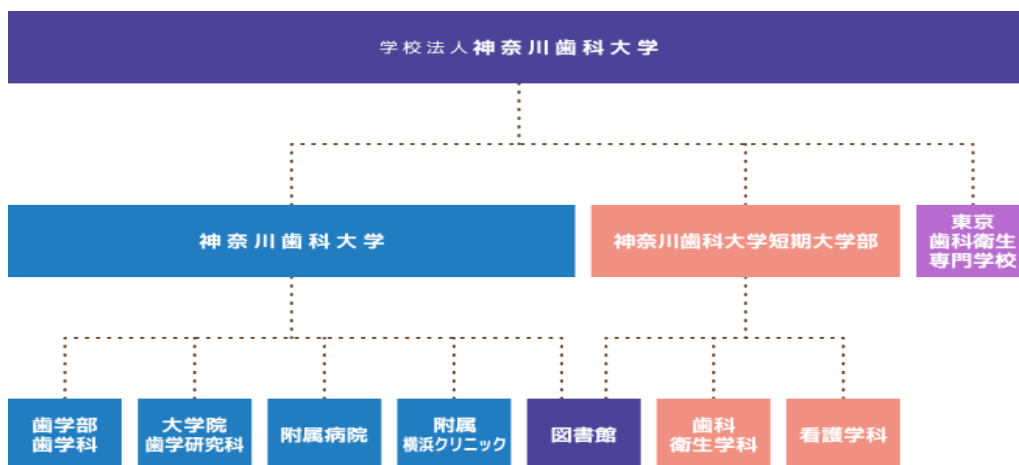 学校法人神奈川歯科大学
神奈川歯科大学
神奈川歯科大学短期大学部
東京
歯科衛生
専門学校
歯学部
歯学科
大学院
歯学研究科
附属病院
附属
横浜クリニック
図書館
歯科
衛生学科
看護学科